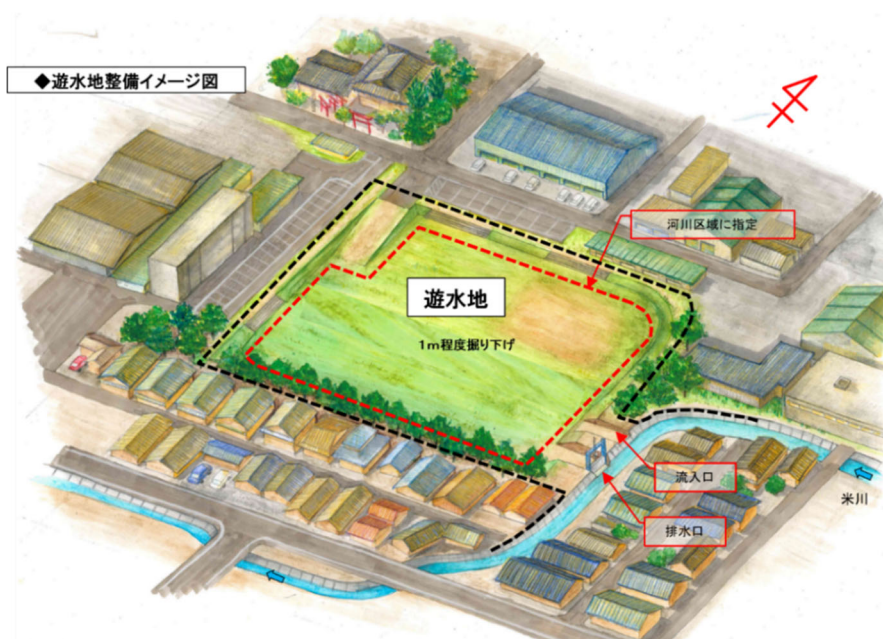 ◆遊水地整備イメージ図
河川区域に指定
遊水地
1m程度掘り下げ
流入口
米川
排水口